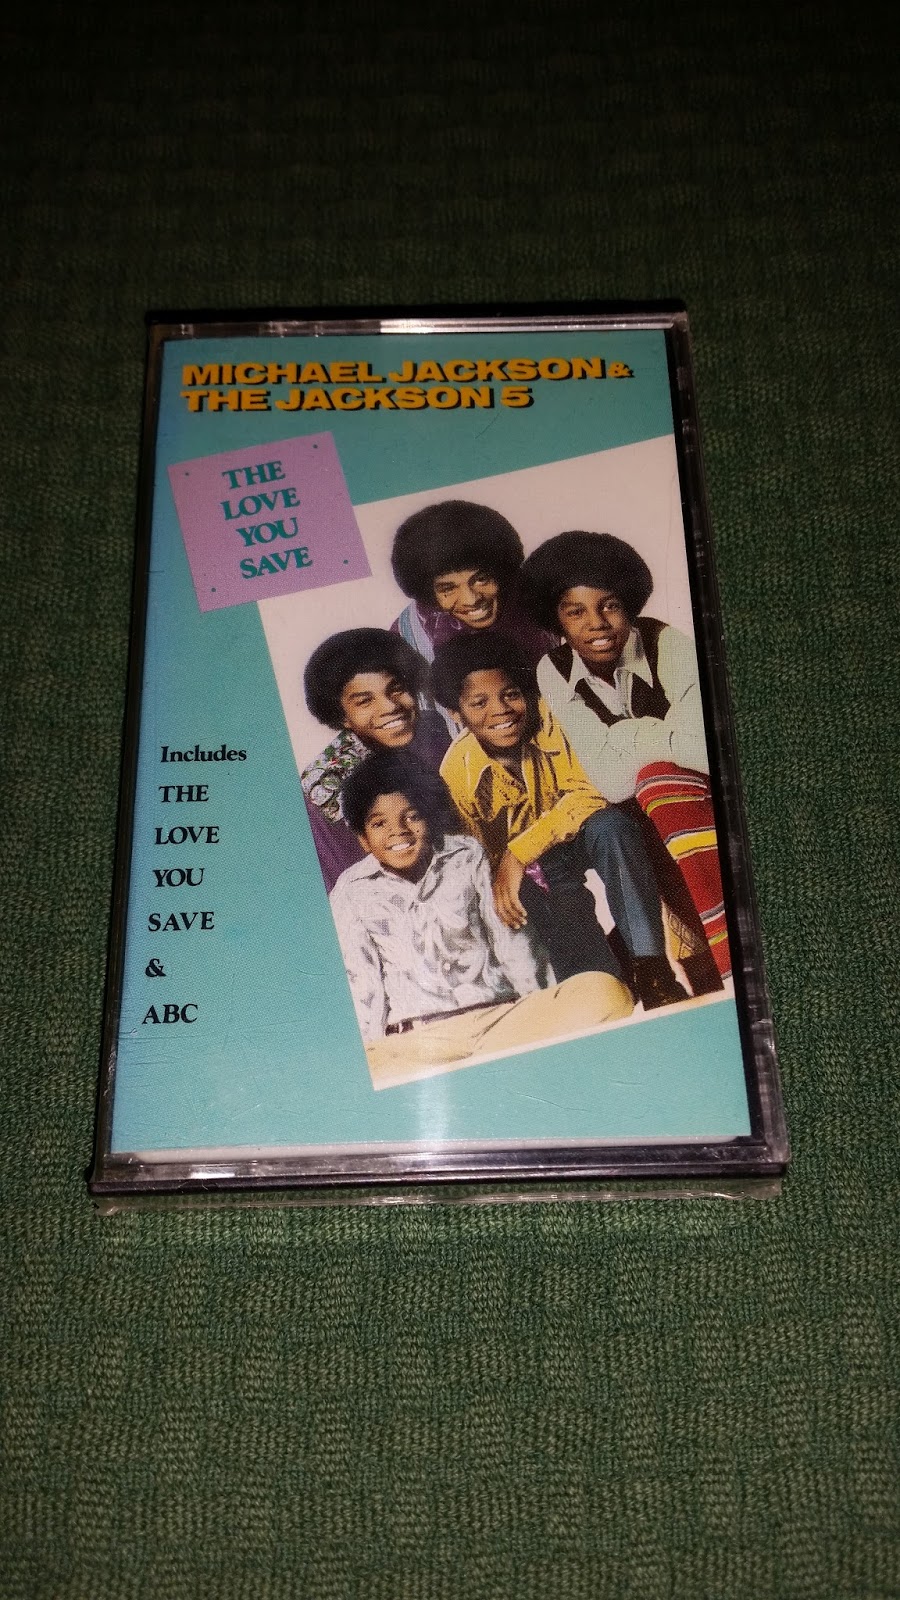 MICHAEL JACKSON &
THE JACKSON 5
THE
LOVE
YOU
SAVE
Includes
THE
LOVE
YOU
SAVE
&
ABC